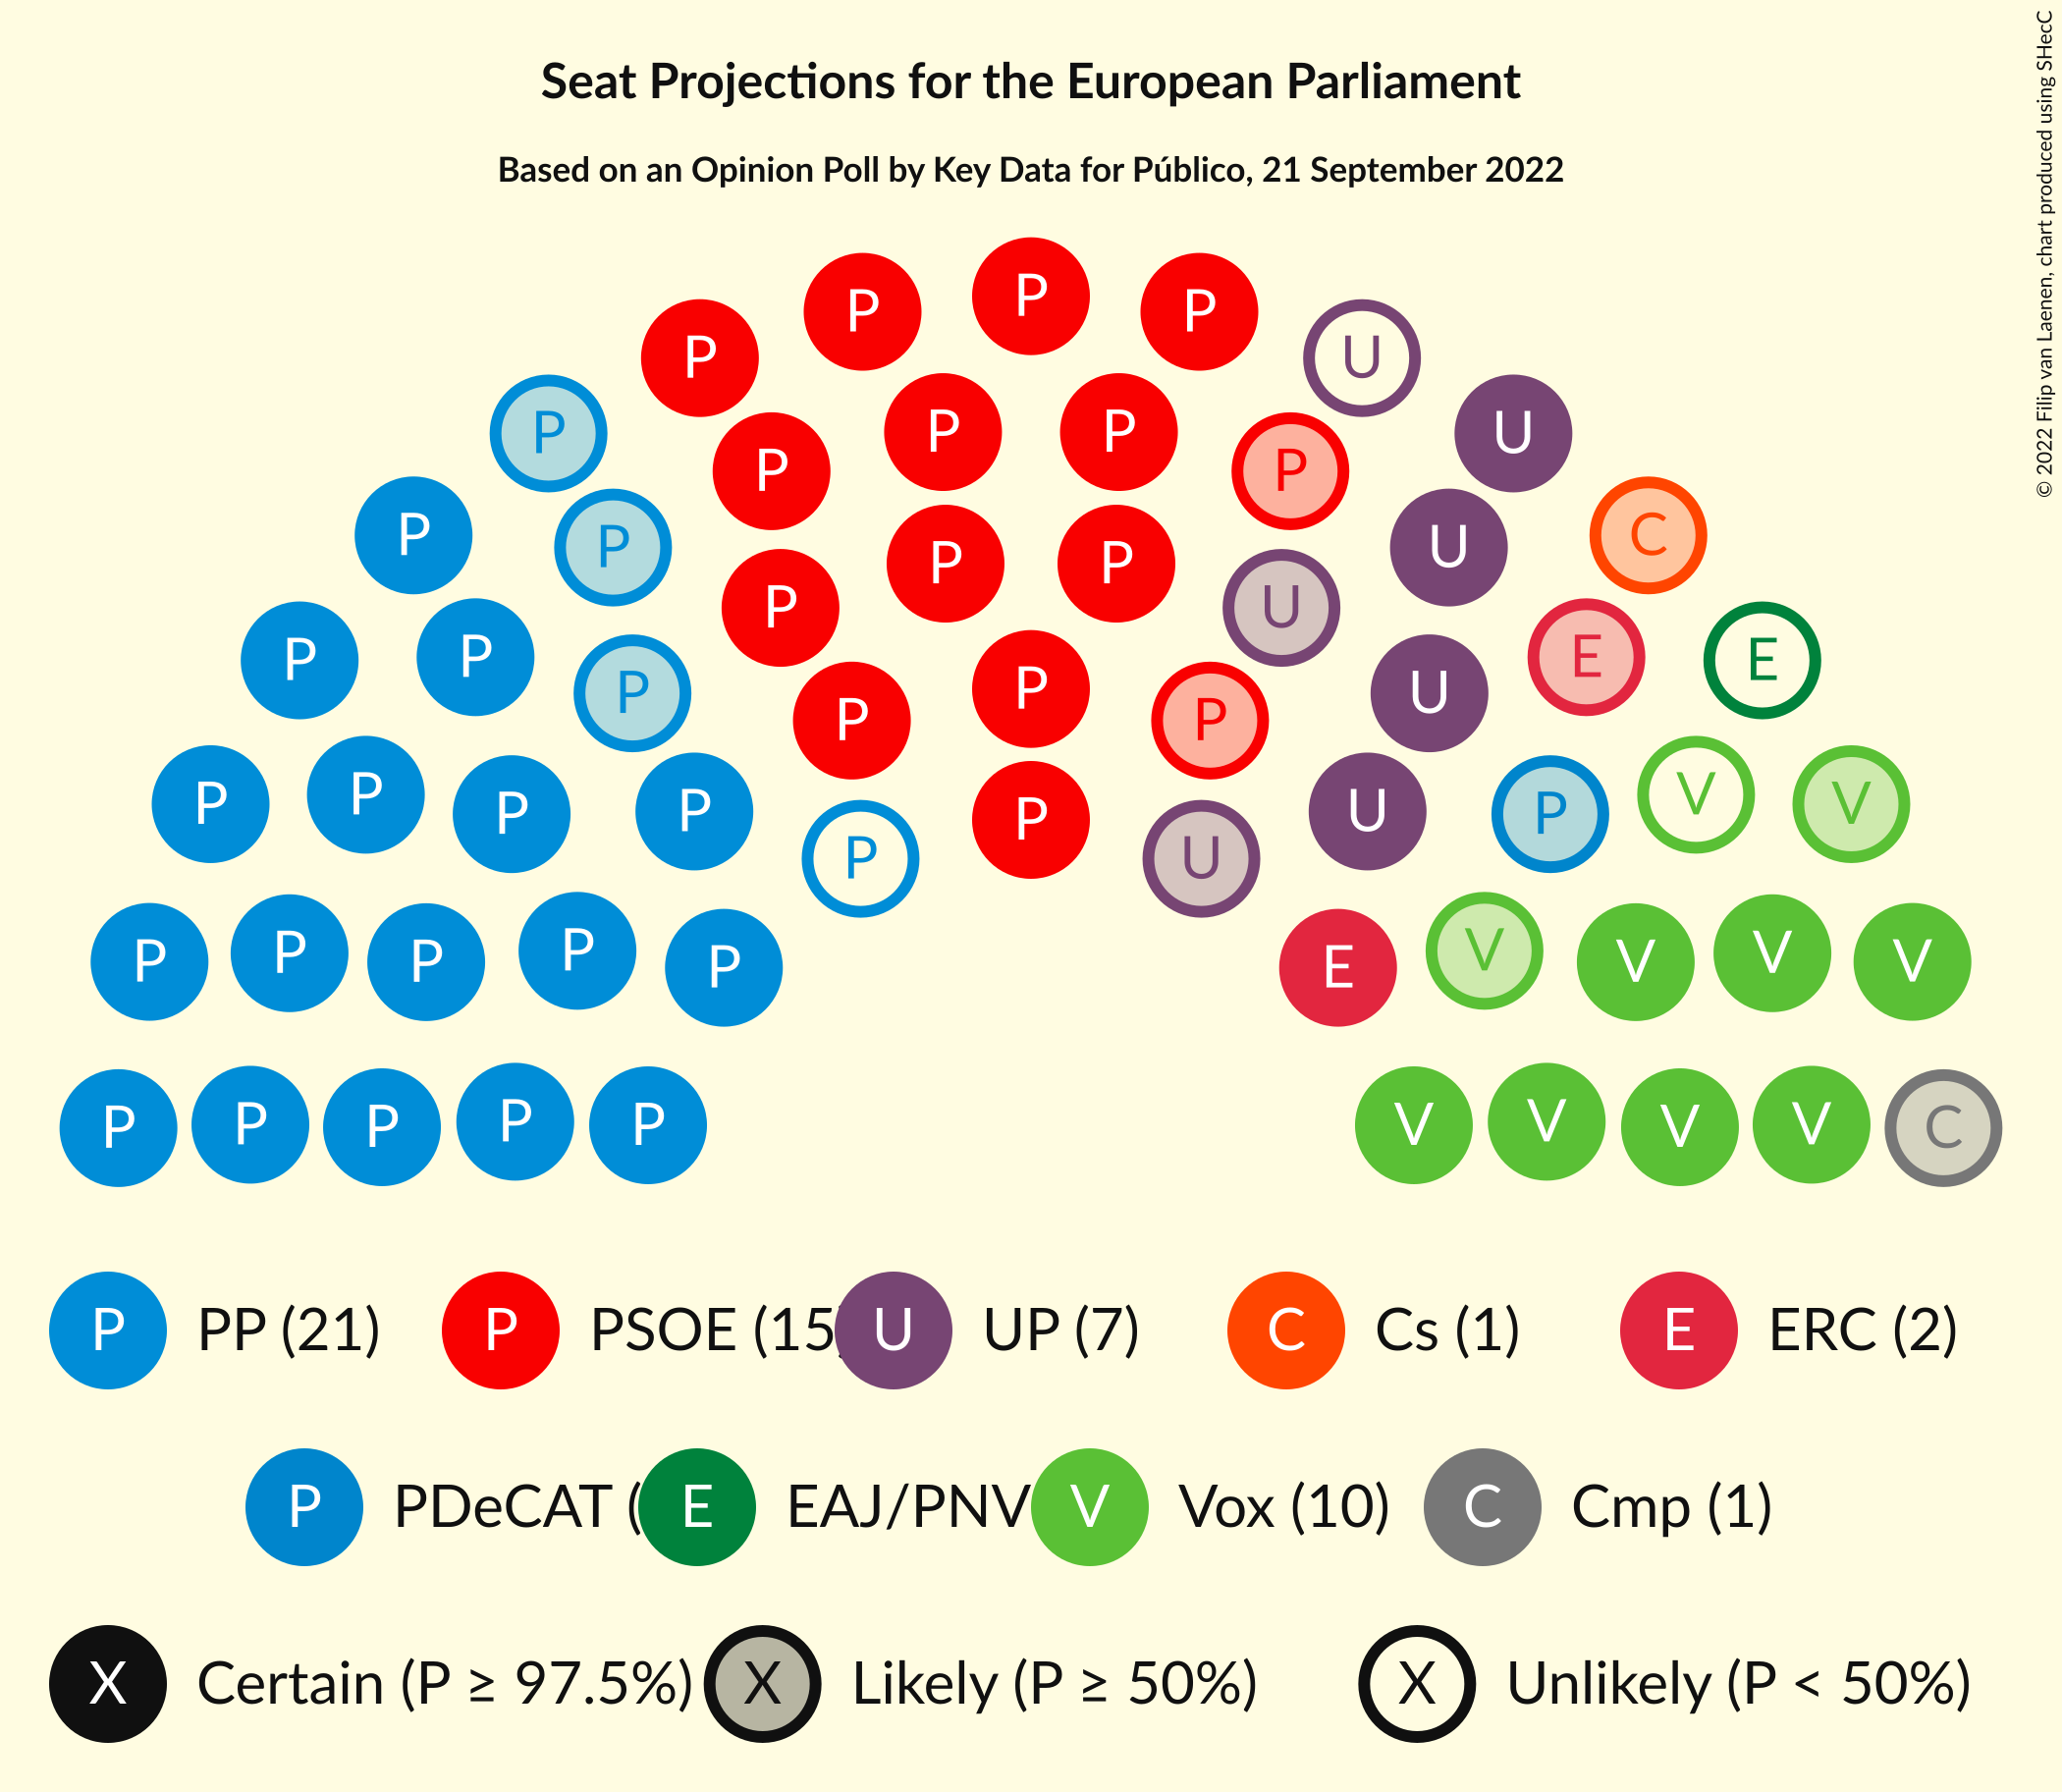 Seat Projections for the European Parliament
Based on an Opinion Poll by Key Data for Público, 21 September 2022
© 2022 Filip van Laenen, chart produced using SHecC
P
P P
P U
P P P U
P P P C
P P P U
P P
P P U
P P E E
P P U
P P P
P P P P P U P V V
P P U
P P P P P E V V V V
P P P P P V V V V C
P PP (21) P PSOE (15 U UP (7) C Cs (1) E ERC (2)
P PDeCAT ( E EAJ/PNV V Vox (10) C Cmp (1)
X Certain (P ≥ 97.5%) X Likely (P ≥ 50%) X Unlikely (P < 50%)